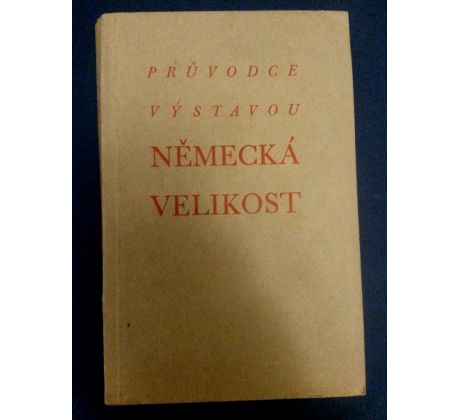 PRŮVODCE
VÝSTAVOU
NĚMECKÁ
VELIKOST